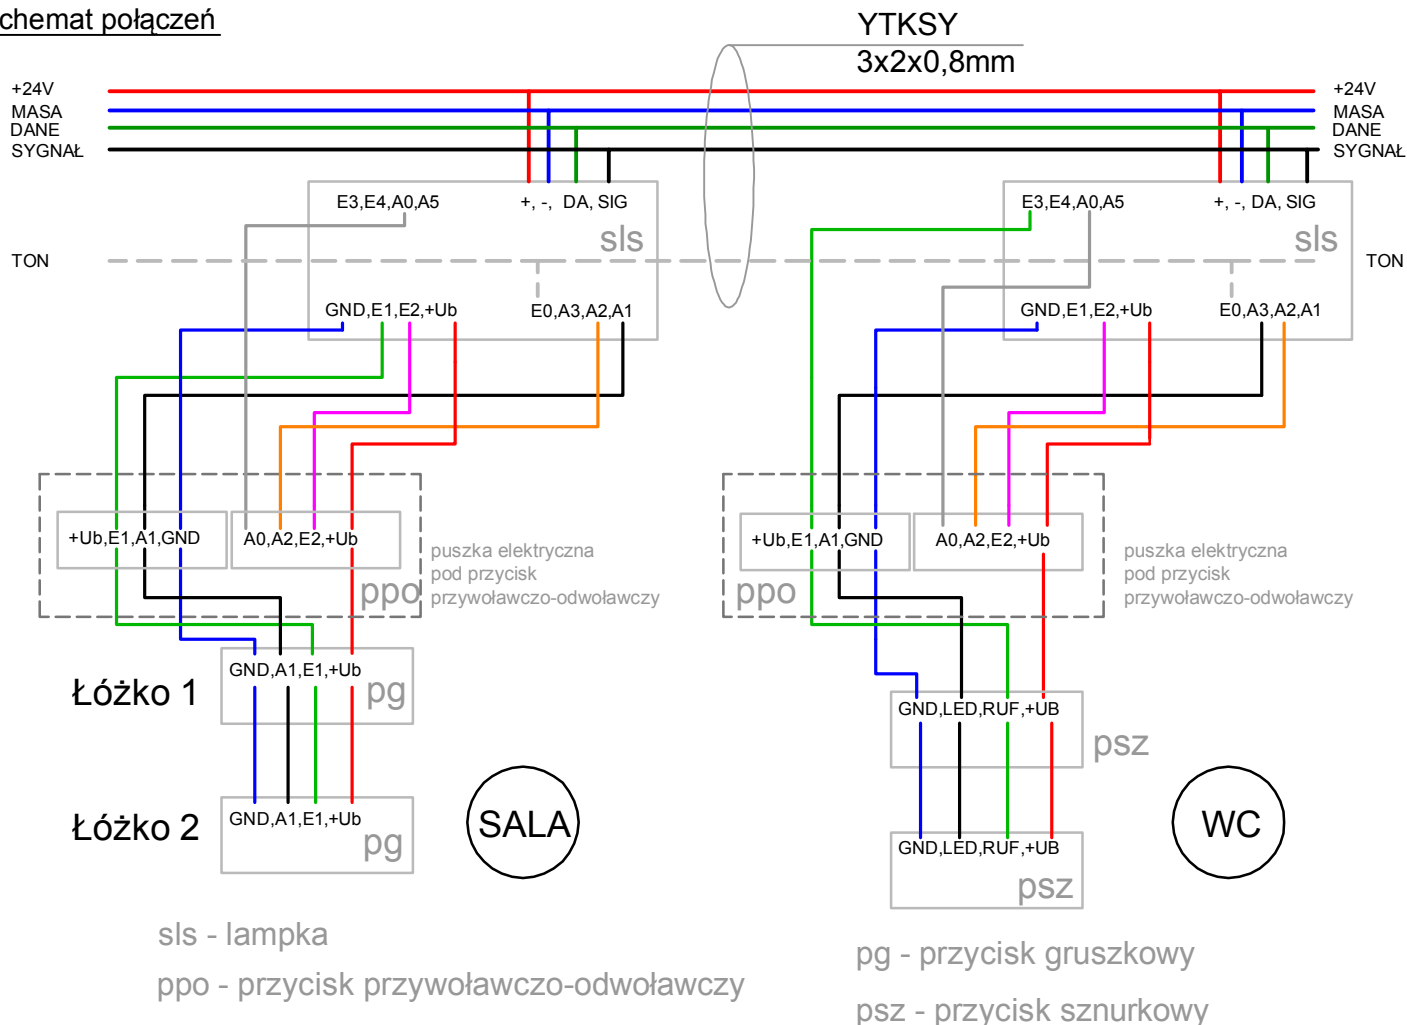 chemat połączeń
YTKSY
3x2x0,8mm
+24V
MASA
DANE
SYGNAŁ
+24V
MASA
DANE
SYGNAŁ
E3,E4,A0,A5
+, -, DA, SIG
sls
E3,E4,A0,A5
+, -, DA, SIG
sls
TON
TON
GND,E1,E2,+Ub
E0,A3,A2,A1
GND,E1,E2,+Ub
E0,A3,A2,A1
+Ub,E1,A1,GND
A0,A2,E2,+Ub
ppo
puszka elektryczna
pod przycisk
przywoławczo-odwoławczy
+Ub,E1,A1,GND
A0,A2,E2,+Ub
ppo
puszka elektryczna
pod przycisk
przywoławczo-odwoławczy
Łóżko 1
GND,A1,E1,+Ub
pg
GND,LED,RUF,+UB
psz
Łóżko 2
GND,A1,E1,+Ub
pg
SALA
GND,LED,RUF,+UB
psz
WC
sls - lampka
ppo - przycisk przywoławczo-odwoławczy
pg - przycisk gruszkowy
psz - przycisk sznurkowy